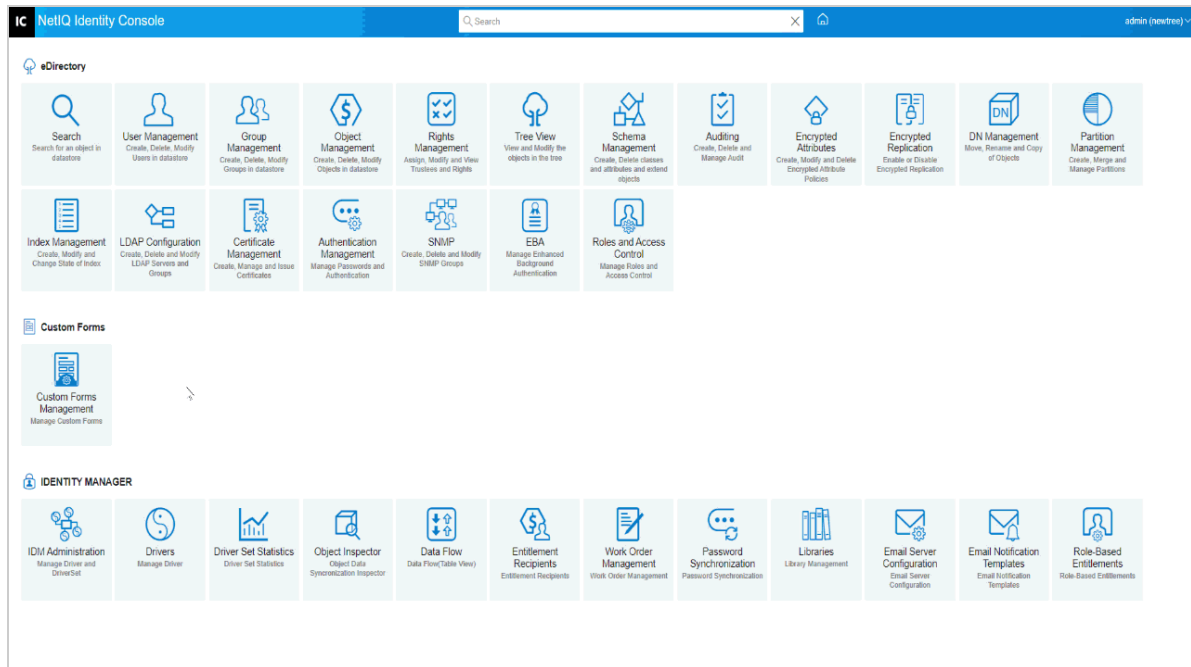 IC NetIQ Identity Console Search admin (newtree)
eDirectory
Search
Search for an object in
datastore
User Management
Create, Delete, Modify
Users in datastore
Group
Management
Create, Delete, Modify
Groups in datastore
$
Object
Management
Create, Delete, Modify
Objects in datastore
Rights
Management
Assign, Modify and View
Trustees and Rights
Tree View
View and Modify the
objects in the tree
Schema
Management
Create, Delete classes
and attributes and extend
objects
Auditing
Create, Delete and
Manage Audit
Encrypted
Attributes
Create, Modify and Delete
Encrypted Attribute
Policies
Encrypted
Replication
Enable or Disable
Encrypted Replication
DN
DN Management
Move, Rename and Copy
of Objects
Partition
Management
Create, Merge and
Manage Partitions
Index Management
Create, Modify and
Change State of Index
LDAP Configuration
Create, Delete and Modify
LDAP Servers and
Groups
Certificate
Management
Create, Manage and Issue
Certificates
Authentication
Management
Manage Passwords and
Authentication
SNMP
Create, Delete and Modify
SNMP Groups
EBA
Manage Enhanced
Background
Authentication
Roles and Access
Control
Manage Roles and
Access Control
Custom Forms
Custom Forms
Management
Manage Custom Forms
IDENTITY MANAGER
IDM Administration
Manage Driver and
DriverSet
Drivers
Manage Driver
Driver Set Statistics
Driver Set Statistics
Object Inspector
Object Data
Syncronization Inspector
Data Flow
Data Flow(Table View)
$
Entitlement
Recipients
Entitlement Recipients
Work Order
Management
Work Order Management
Password
Synchronization
Password Synchronization
Libraries
Library Management
Email Server
Configuration
Email Server
Configuration
Email Notification
Templates
Email Notification
Templates
Role-Based
Entitlements
Role-Based Entitlements